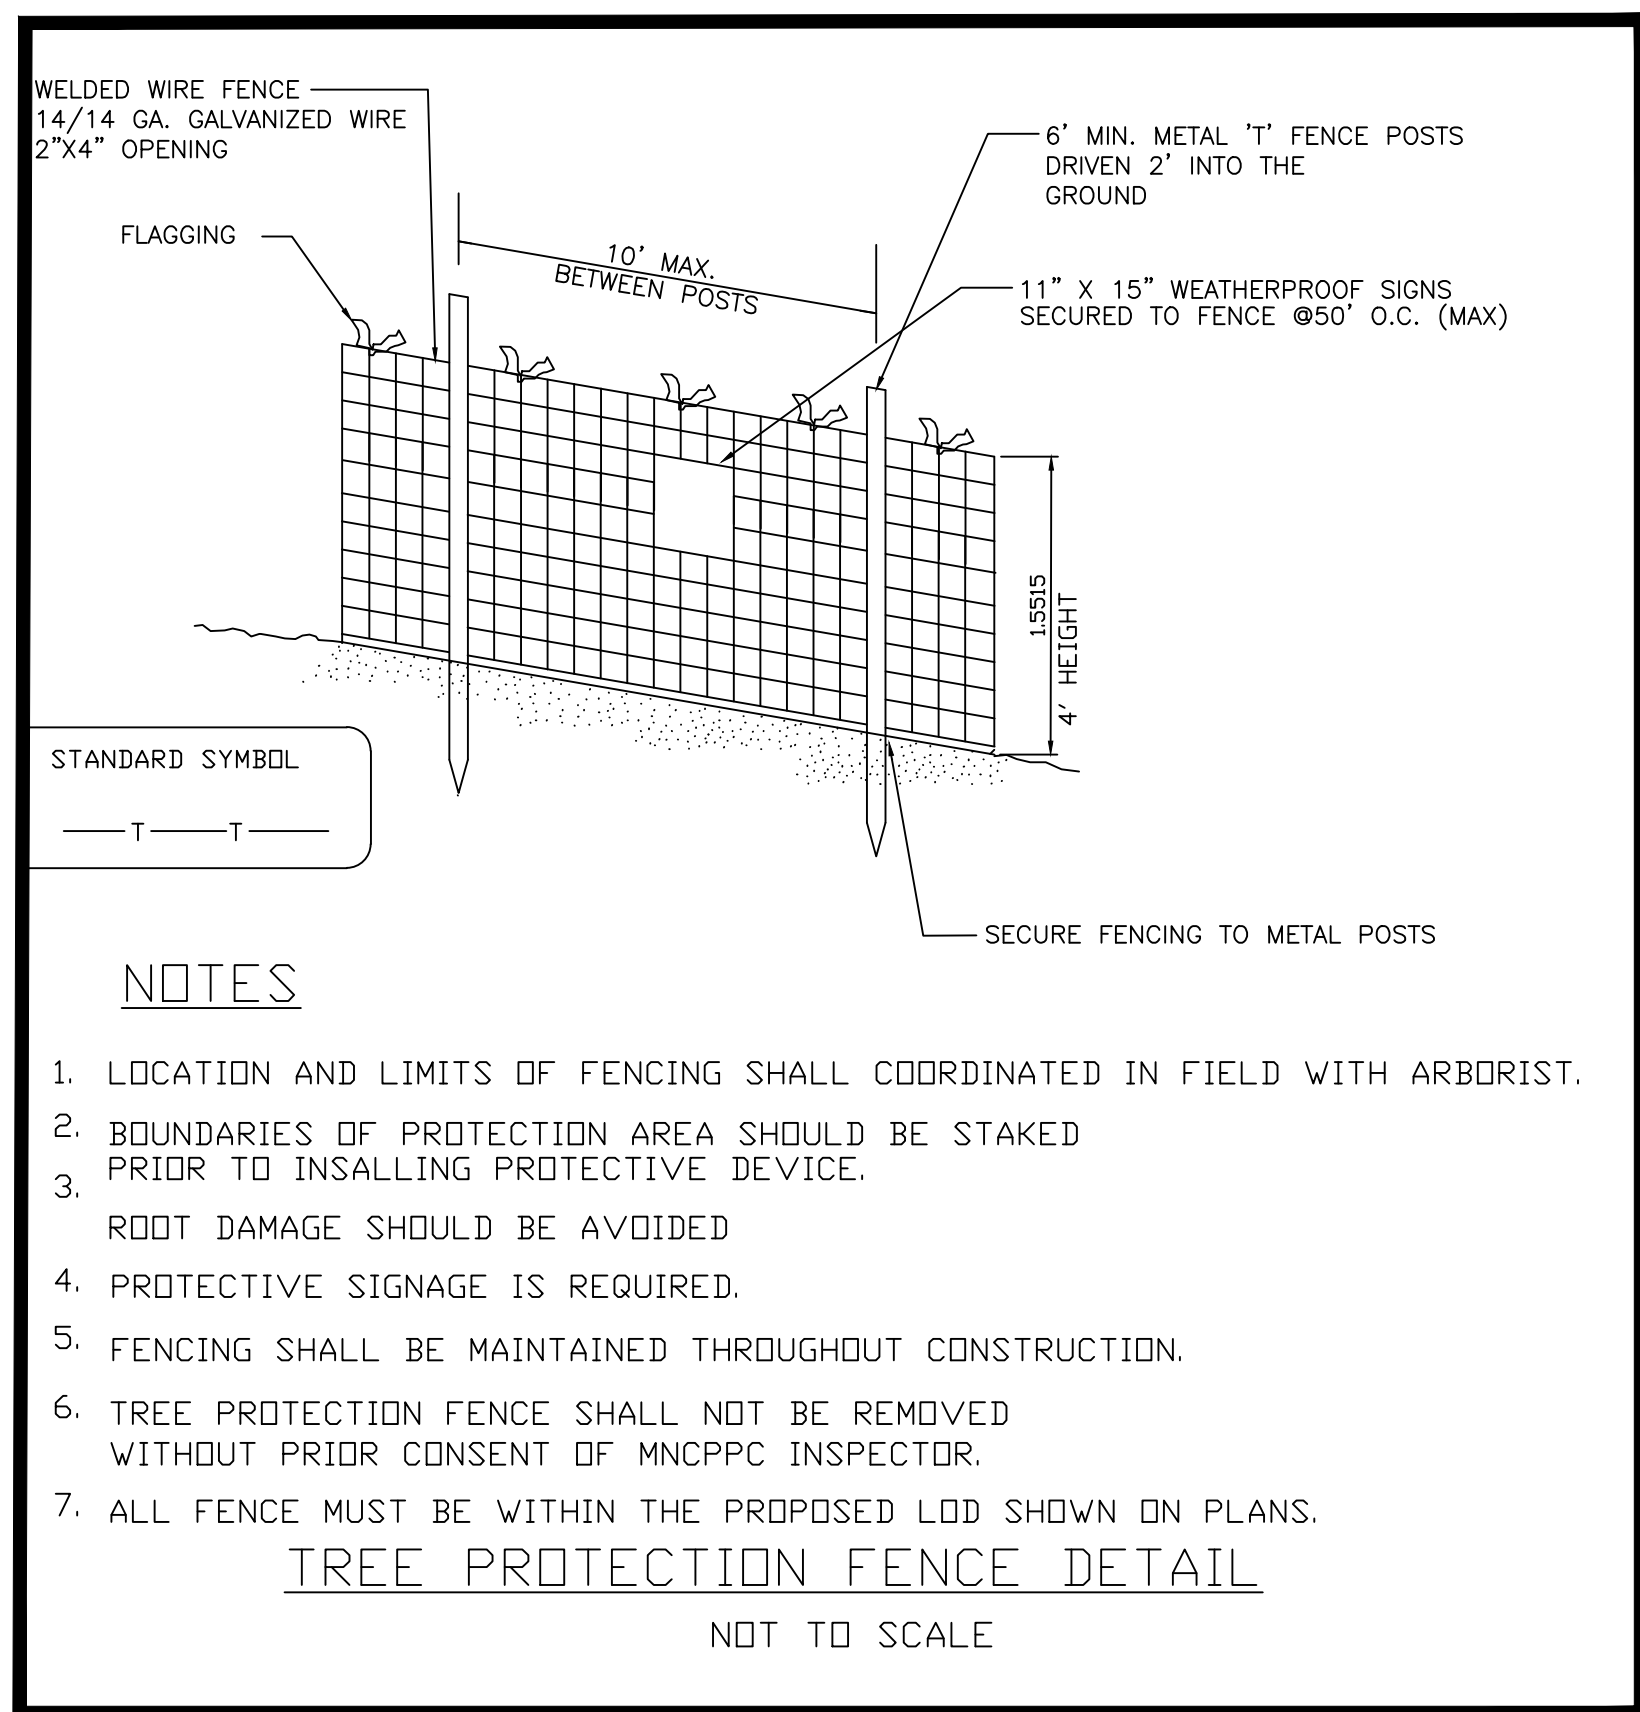 WELDED WIRE FENCE
14/14 GA. GALVANIZED WIRE
2"X4" OPENING
FLAGGING
10' MAX.
BETWEEN POSTS
6' MIN. METAL 'T' FENCE POSTS
DRIVEN 2' INTO THE
GROUND
11" X 15" WEATHERPROOF SIGNS
SECURED TO FENCE @50' O.C. (MAX)
1.5515
4' HEIGHT
STANDARD SYMBOL
T T
SECURE FENCING TO METAL POSTS
NOTES
1. LOCATION AND LIMITS OF FENCING SHALL COORDINATED IN FIELD WITH ARBORIST.
2. BOUNDARIES OF PROTECTION AREA SHOULD BE STAKED
PRIOR TO INSALLING PROTECTIVE DEVICE.
3.
ROOT DAMAGE SHOULD BE AVOIDED
4. PROTECTIVE SIGNAGE IS REQUIRED.
5. FENCING SHALL BE MAINTAINED THROUGHOUT CONSTRUCTION.
6. TREE PROTECTION FENCE SHALL NOT BE REMOVED
WITHOUT PRIOR CONSENT OF MNCPPC INSPECTOR.
7. ALL FENCE MUST BE WITHIN THE PROPOSED LOD SHOWN ON PLANS.
TREE PROTECTION FENCE DETAIL
NOT TO SCALE